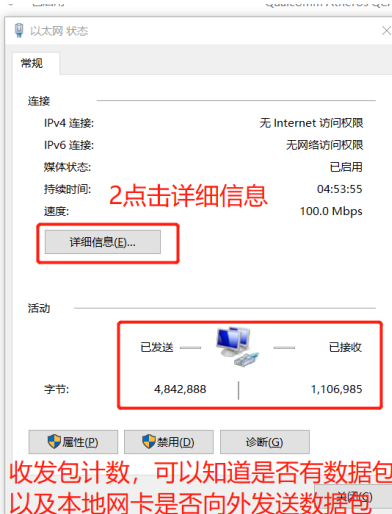 以太网 状态
常规
连接
IPv4 连接: 无 Internet 访问权限
IPv6 连接: 无网络访问权限
媒体状态: 已启用
持续时间: 04:53:55
2点击详细信息
速度: 100.0 Mbps
详细信息(E)...
活动
已发送 已接收
字节: 4,842,888 1,106,985
属性(P) 禁用(D) 诊断(G)
收发包计数，可以知道是否有数据包
关闭(C)
以及本地网卡是否向外发送数据包